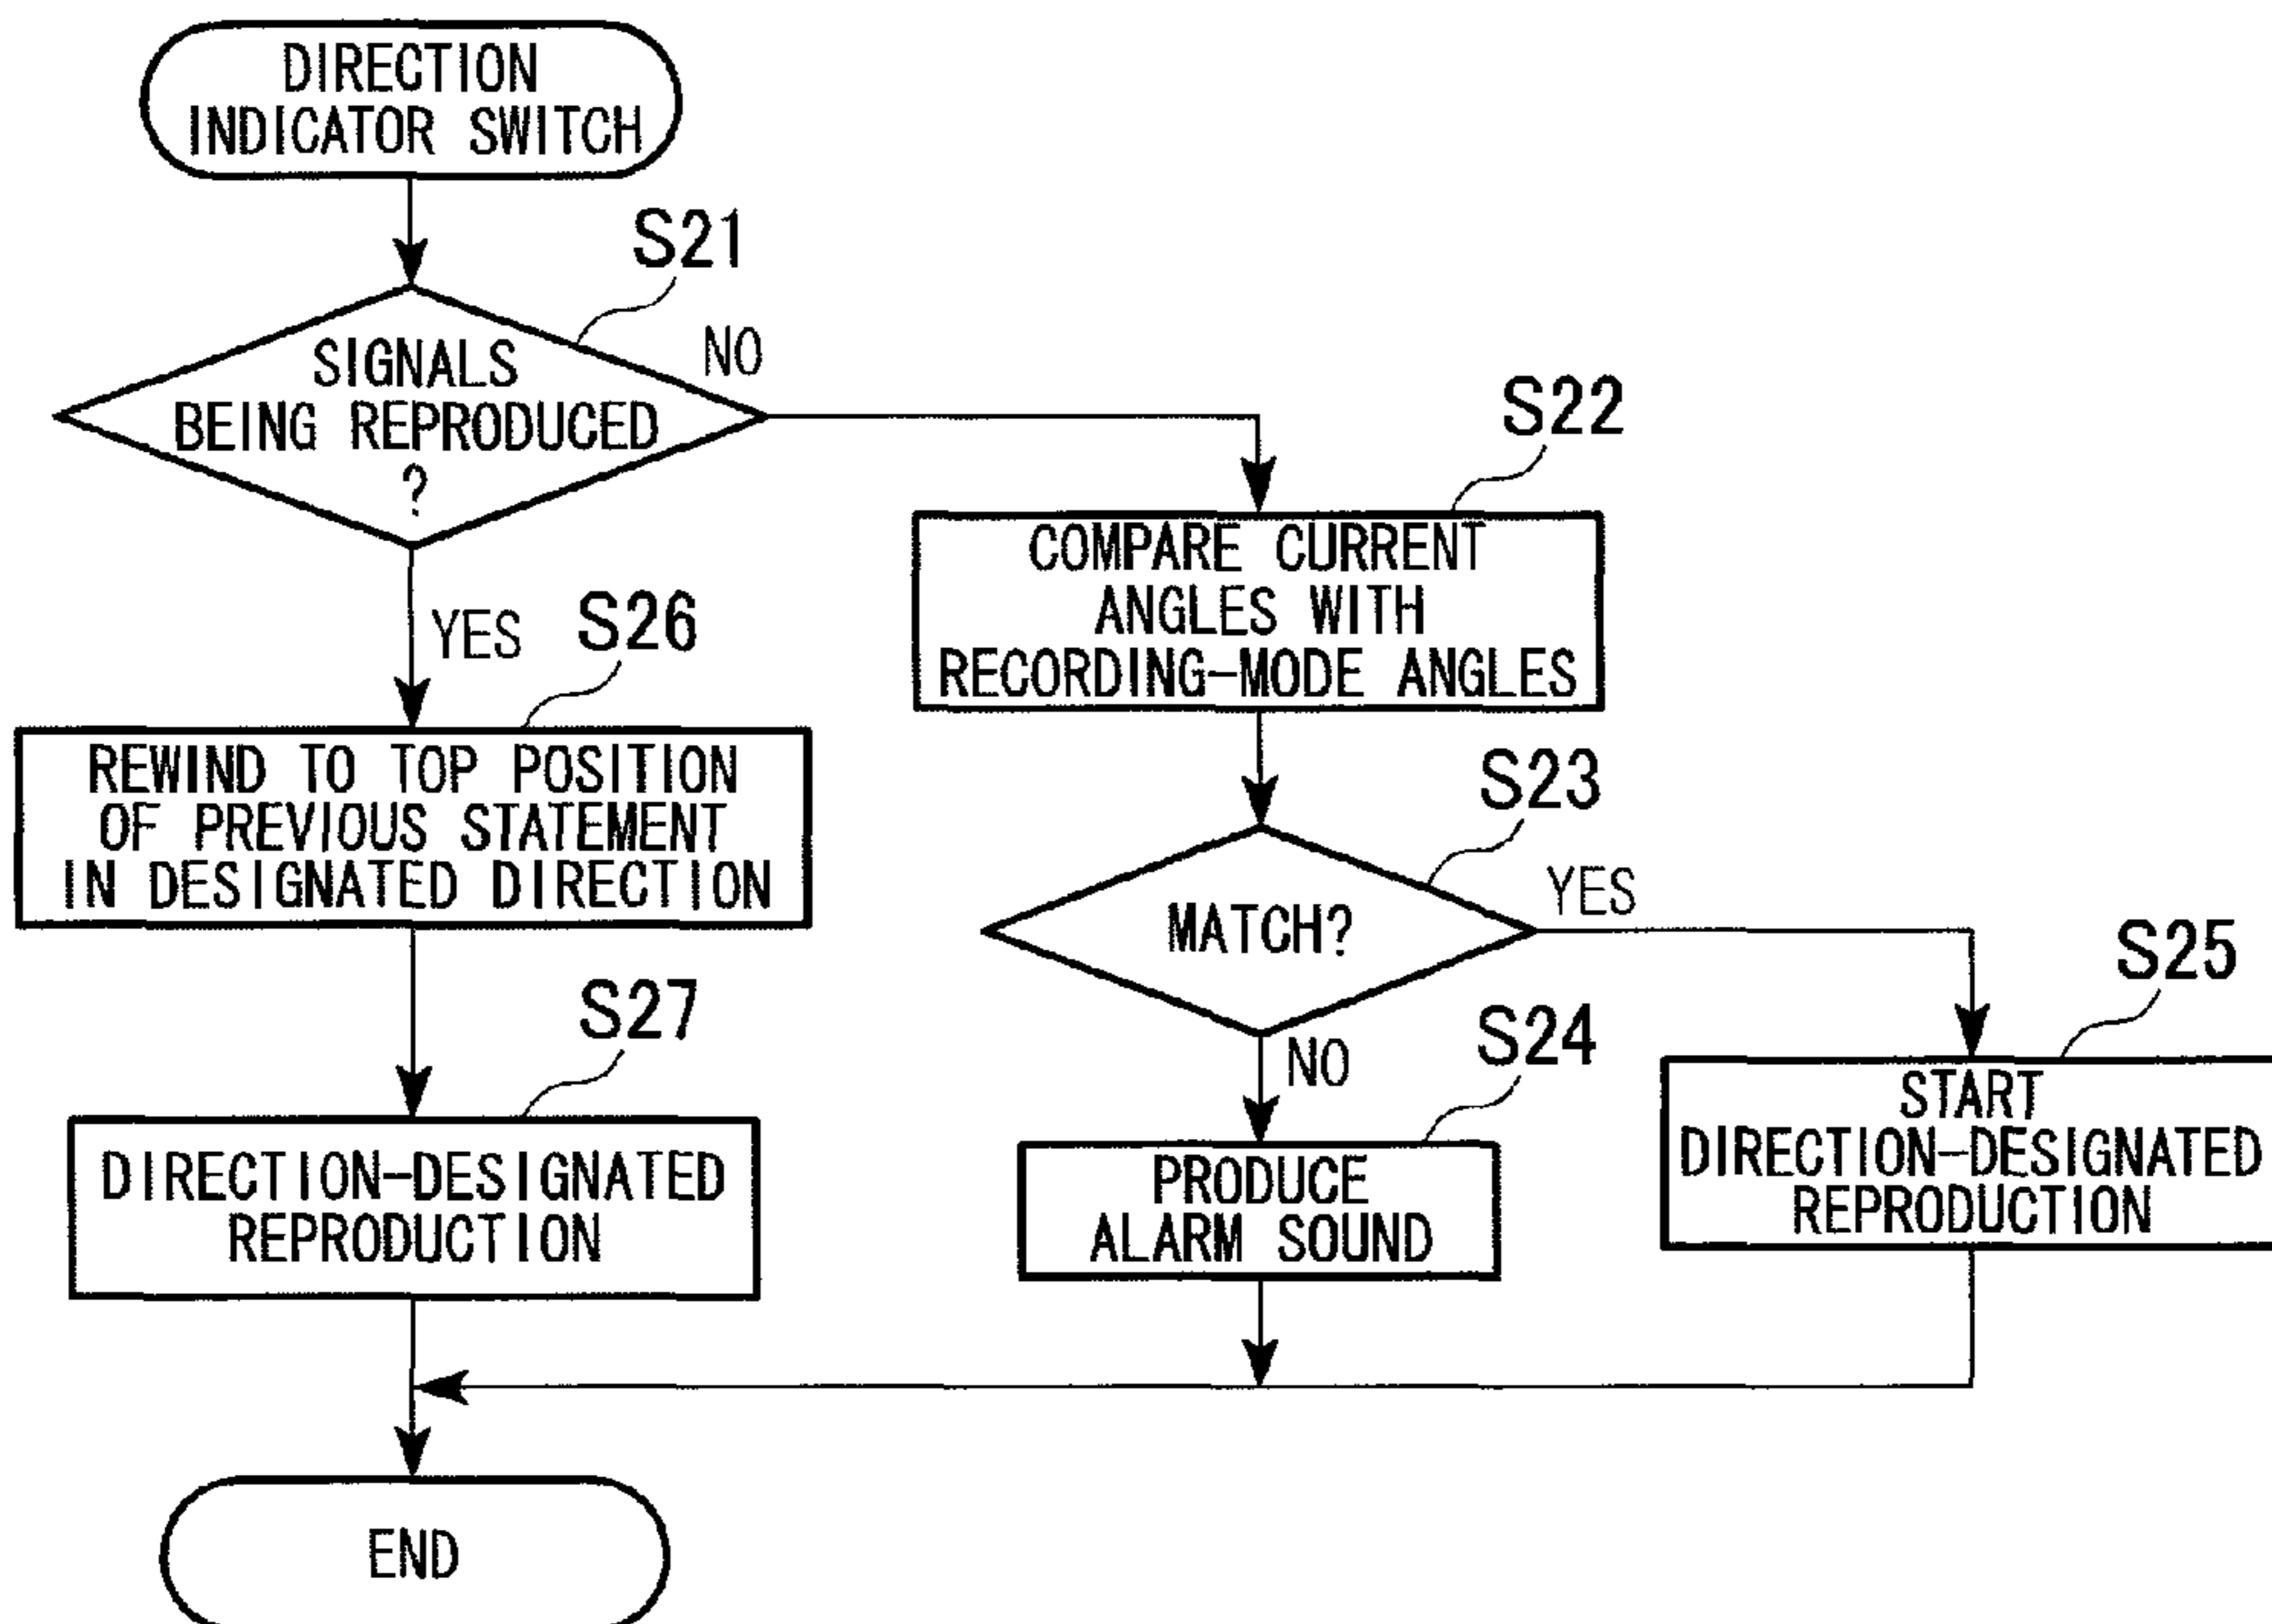 DIRECTION
INDICATOR SWITCH
S21
SIGNALS
BEING REPRODUCED
?
NO
YES
S22
COMPARE CURRENT
ANGLES WITH
RECORDING-MODE ANGLES
S26
REWIND TO TOP POSITION
OF PREVIOUS STATEMENT
IN DESIGNATED DIRECTION
S23
MATCH?
YES
NO
S27
DIRECTION-DESIGNATED
REPRODUCTION
S24
PRODUCE
ALARM SOUND
S25
START
DIRECTION-DESIGNATED
REPRODUCTION
END